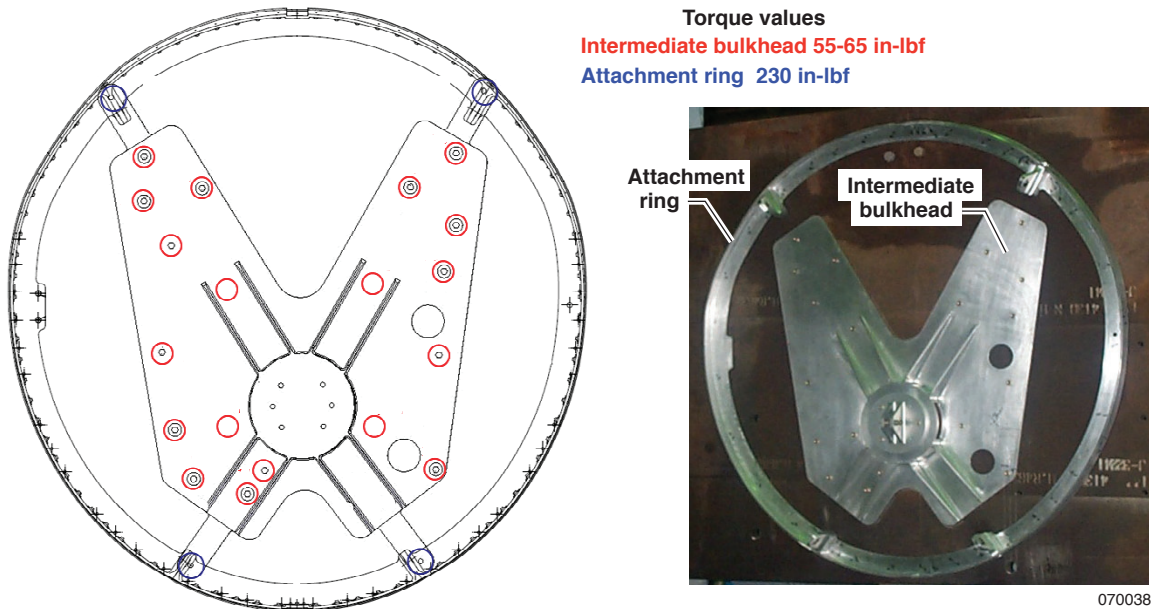 Torque values
Intermediate bulkhead 55-65 in-lbf
Attachment ring 230 in-lbf
Attachment
ring
Intermediate
bulkhead
070038